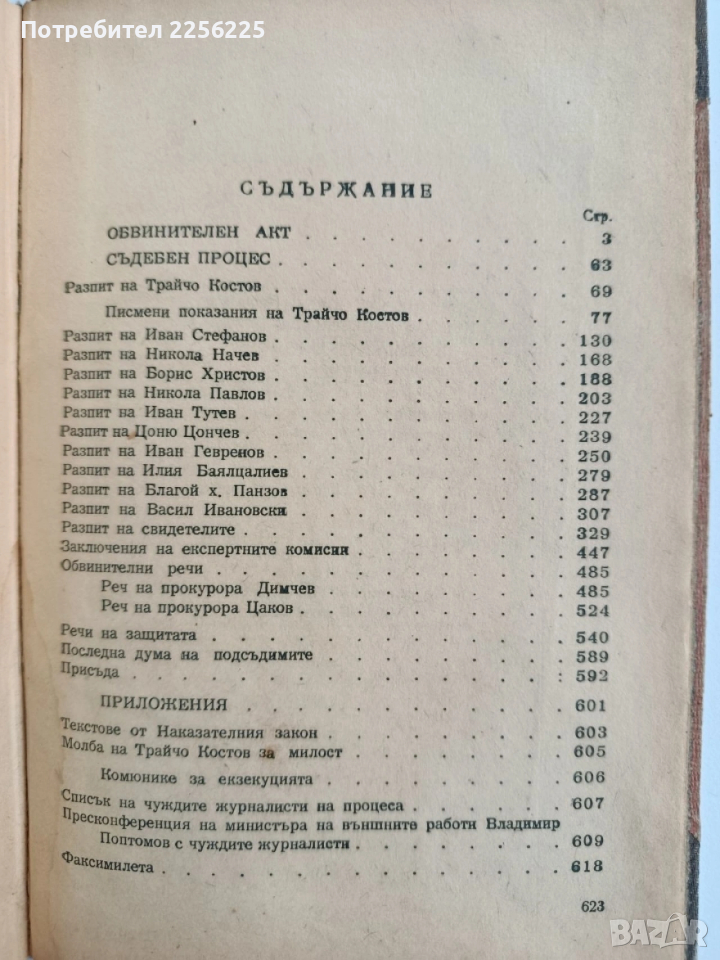 Потребител 2256225
СЪДЪРЖАНИЕ
Стр.
ОБВИНИТЕЛЕН АКТ . . . . . . . . . . 3
СЪДЕБЕН ПРОЦЕС . . . . . . . . . . 63
Разпит на Трайчо Костов . . . . . . . . . . 69
Писмени показания на Трайчо Костов . . . . . 77
Разпит на Иван Стефанов . . . . . . . . . . 130
Разпит на Никола Начев . . . . . . . . . . 168
Разпит на Борис Христов . . . . . . . . . . 188
Разпит на Никола Павлов . . . . . . . . . . 203
Разпит на Иван Тутев . . . . . . . . . . 227
Разпит на Цоню Цончев . . . . . . . . . . 239
Разпит на Иван Гевренов . . . . . . . . . . 250
Разпит на Илия Баялцалиев . . . . . . . . . 279
Разпит на Благой х. Панзов . . . . . . . . . 287
Разпит на Васил Ивановски . . . . . . . . . 307
Разпит на свидетелите . . . . . . . . . . 329
Заключения на експертните комисии . . . . . . . 447
Обвинителни речи . . . . . . . . . . 485
Реч на прокурора Димчев . . . . . . . . 485
Реч на прокурора Цаков . . . . . . . . 524
Речи на защитата . . . . . . . . . . 540
Последна дума на подсъдимите . . . . . . . . 589
Присъда . . . . . . . . . . : 592
ПРИЛОЖЕНИЯ . . . . . . . . . . 601
Текстове от Наказателния закон . . . . . . . . 603
Молба на Трайчо Костов за милост . . . . . . . 605
Комюнике за екзекуцията . . . . . . . . 606
Списък на чуждите журналисти на процеса . . . . . 607
Пресконференция на министъра на външните работи Владимир
Поптомов с чуждите журналисти . . . . . . . 609
Факсимилета . . . . . . . . . . 618
623
BAZAR